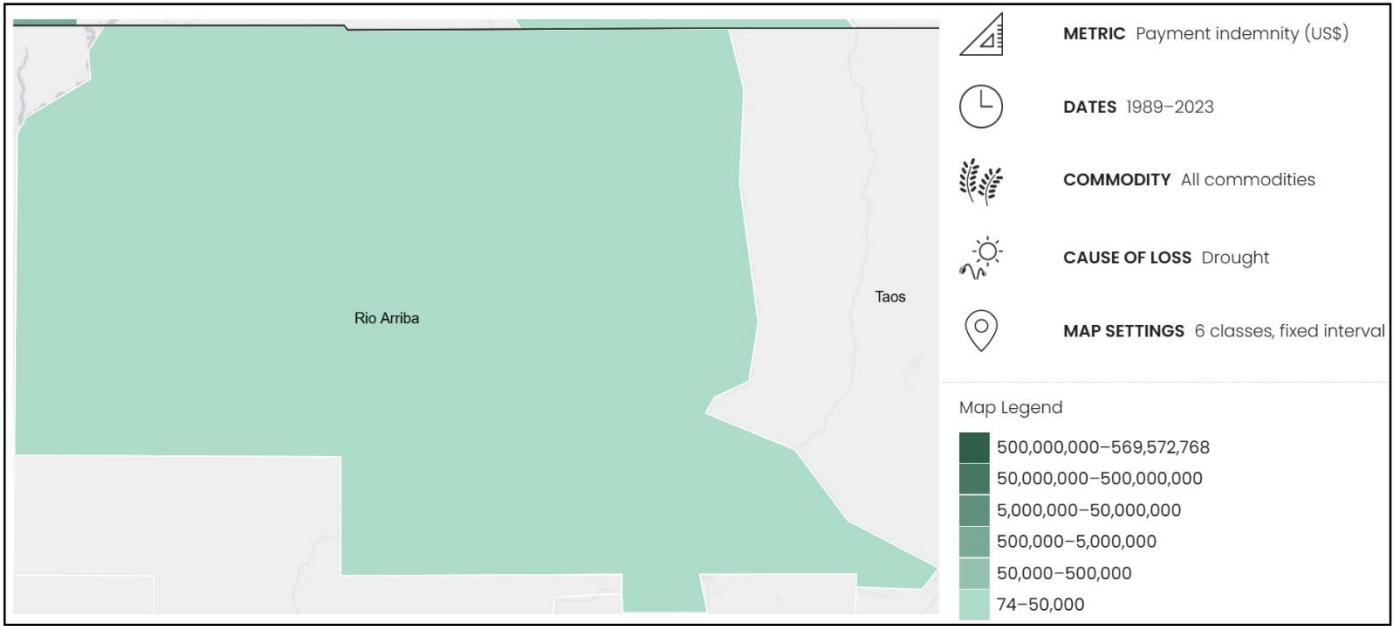 Rio Arriba
Taos
METRIC Payment indemnity (US$)
DATES 1989–2023
COMMODITY All commodities
CAUSE OF LOSS Drought
MAP SETTINGS 6 classes, fixed interval
Map Legend
500,000,000–569,572,768
50,000,000–500,000,000
5,000,000–50,000,000
500,000–5,000,000
50,000–500,000
74–50,000